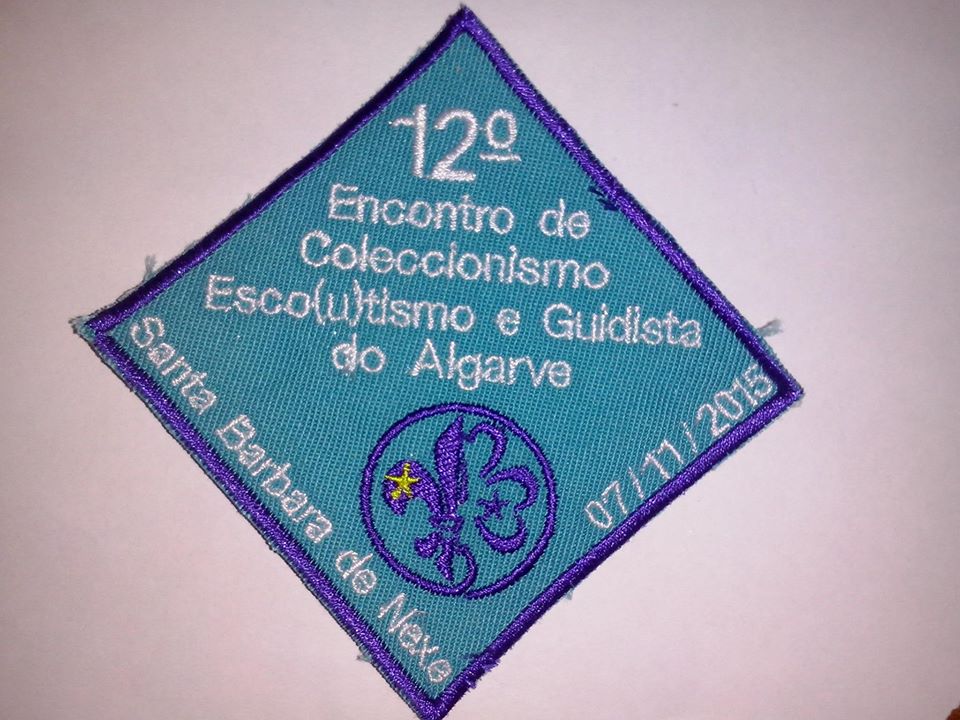 12º
Encontro de
Coleccionismo
Esco(u)tismo e Guidista
do Algarve
Santa Barbara de Nexe
07/11/2015